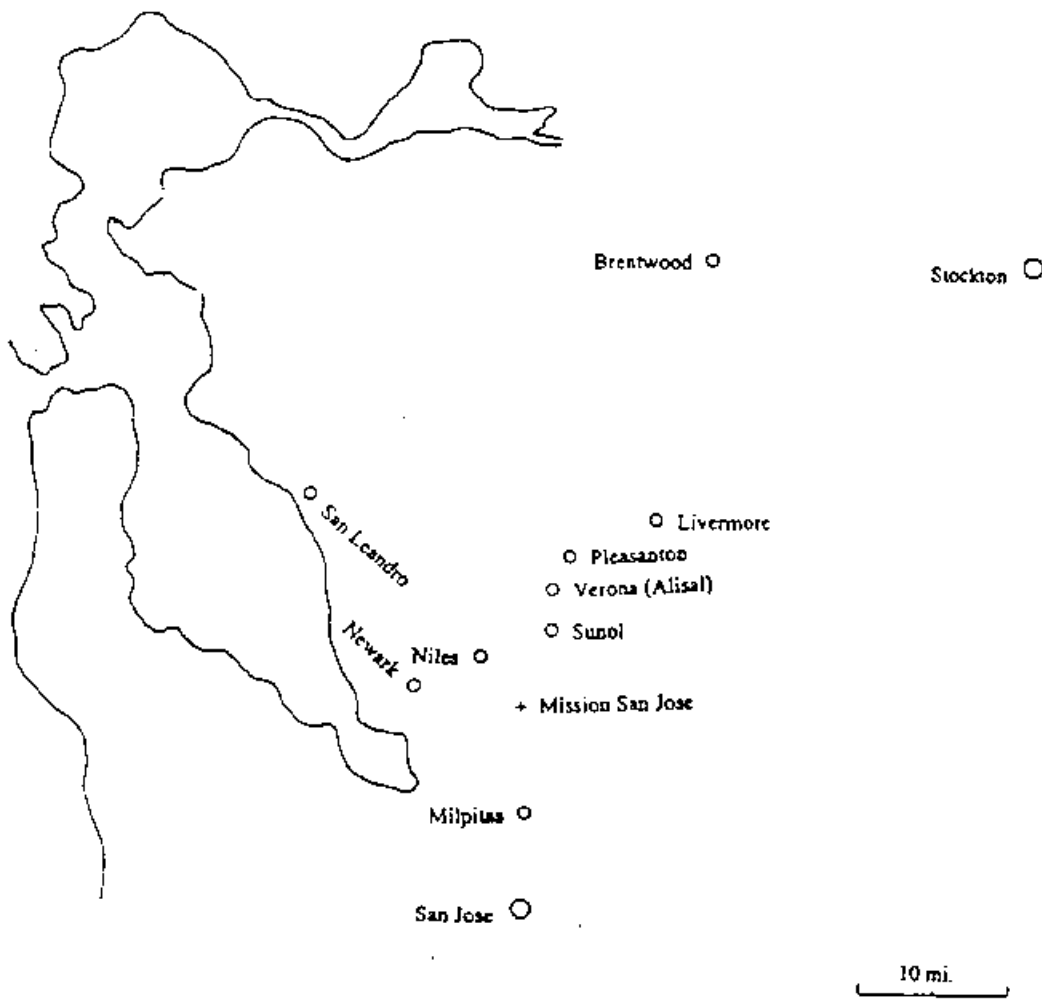 Brentwood
Stockton
San Leandro
Livermore
Pleasanton
Verona (Alisal)
Sunol
Newark
Niles
Mission San Jose
Milpitas
San Jose
10 mi.